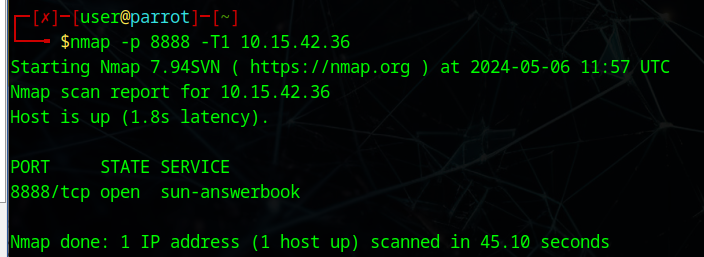 ┌─[✗]─[user@parrot]─[~]
└──╼ $nmap -p 8888 -T1 10.15.42.36
Starting Nmap 7.94SVN ( https://nmap.org ) at 2024-05-06 11:57 UTC
Nmap scan report for 10.15.42.36
Host is up (1.8s latency).

PORT     STATE SERVICE
8888/tcp open  sun-answerbook

Nmap done: 1 IP address (1 host up) scanned in 45.10 seconds